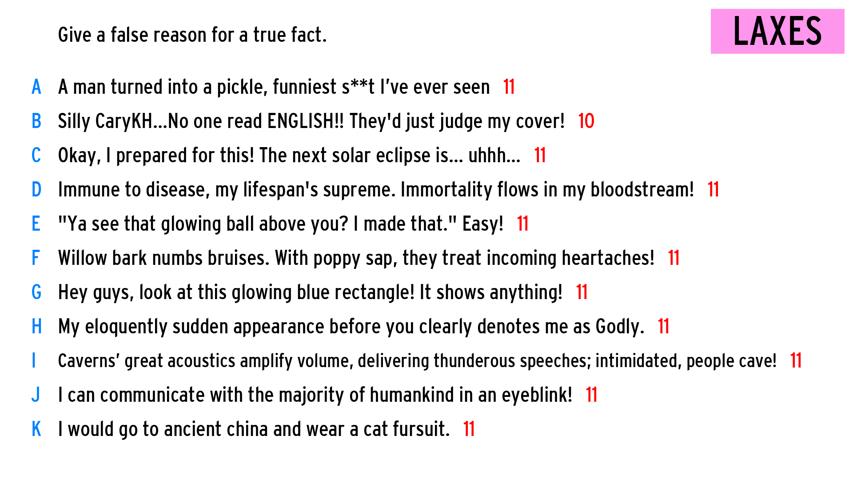 Give a false reason for a true fact.
LAXES
A A man turned into a pickle, funniest s**t I've ever seen 11
B Silly CaryKH...No one read ENGLISH!! They'd just judge my cover! 10
C Okay, I prepared for this! The next solar eclipse is... uhhh... 11
D Immune to disease, my lifespan's supreme. Immortality flows in my bloodstream! 11
E "Ya see that glowing ball above you? I made that." Easy! 11
F Willow bark numbs bruises. With poppy sap, they treat incoming heartaches! 11
G Hey guys, look at this glowing blue rectangle! It shows anything! 11
H My eloquently sudden appearance before you clearly denotes me as Godly. 11
I Caverns' great acoustics amplify volume, delivering thunderous speeches; intimidated, people cave! 11
J I can communicate with the majority of humankind in an eyeblink! 11
K I would go to ancient china and wear a cat fursuit. 11